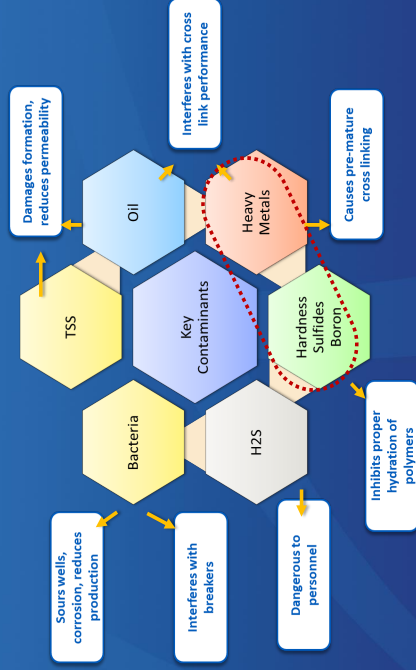 Sours wells,
corrosion, reduces
production
Interferes with
breakers
Dangerous to
personnel
Bacteria
H2S
Inhibits proper
hydration of
polymers
TSS
Key
Contaminants
Hardness
Sulfides
Boron
Damages formation,
reduces permeability
Oil
Heavy
Metals
Causes pre-mature
cross linking
Interferes with cross
link performance